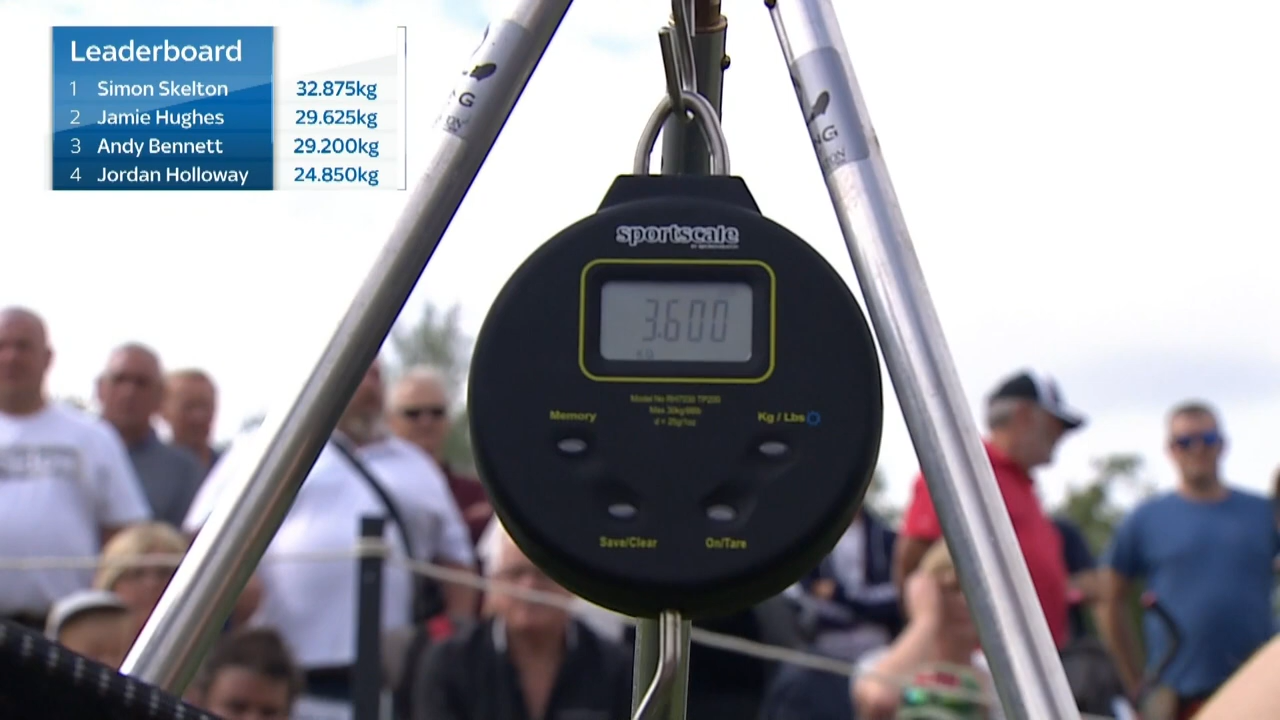 Leaderboard
1 Simon Skelton 32.875kg
2 Jamie Hughes 29.625kg
3 Andy Bennett 29.200kg
4 Jordan Holloway 24.850kg
sportscale
3.600
KG
Memory
Kg / Lbs
Save/Clear
On/Tare